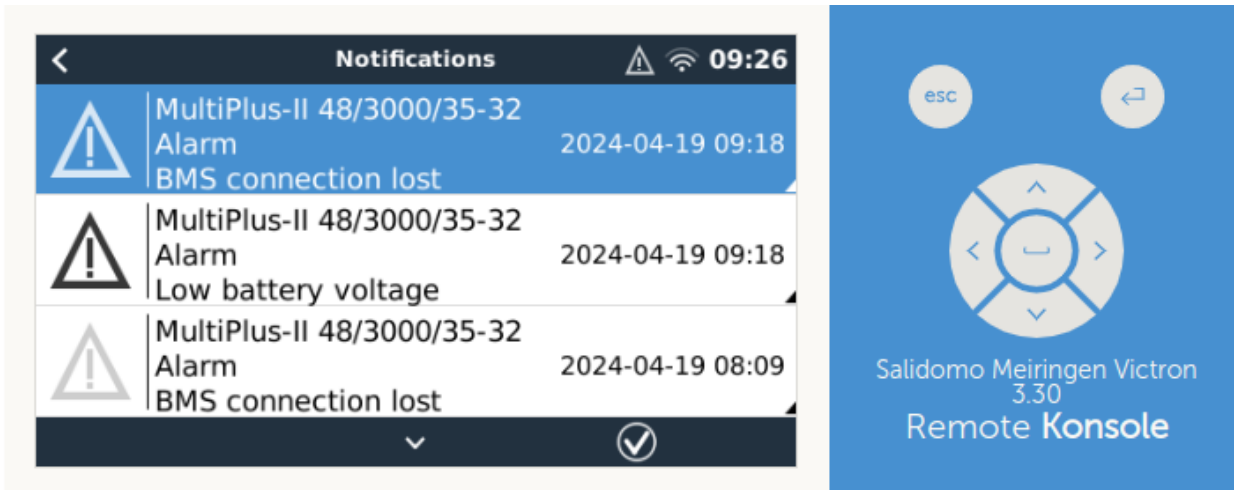 Notifications 09:26
MultiPlus-II 48/3000/35-32
Alarm 2024-04-19 09:18
BMS connection lost
MultiPlus-II 48/3000/35-32
Alarm 2024-04-19 09:18
Low battery voltage
MultiPlus-II 48/3000/35-32
Alarm 2024-04-19 08:09
BMS connection lost
esc
Salidomo Meiringen Victron
3.30
Remote Konsole